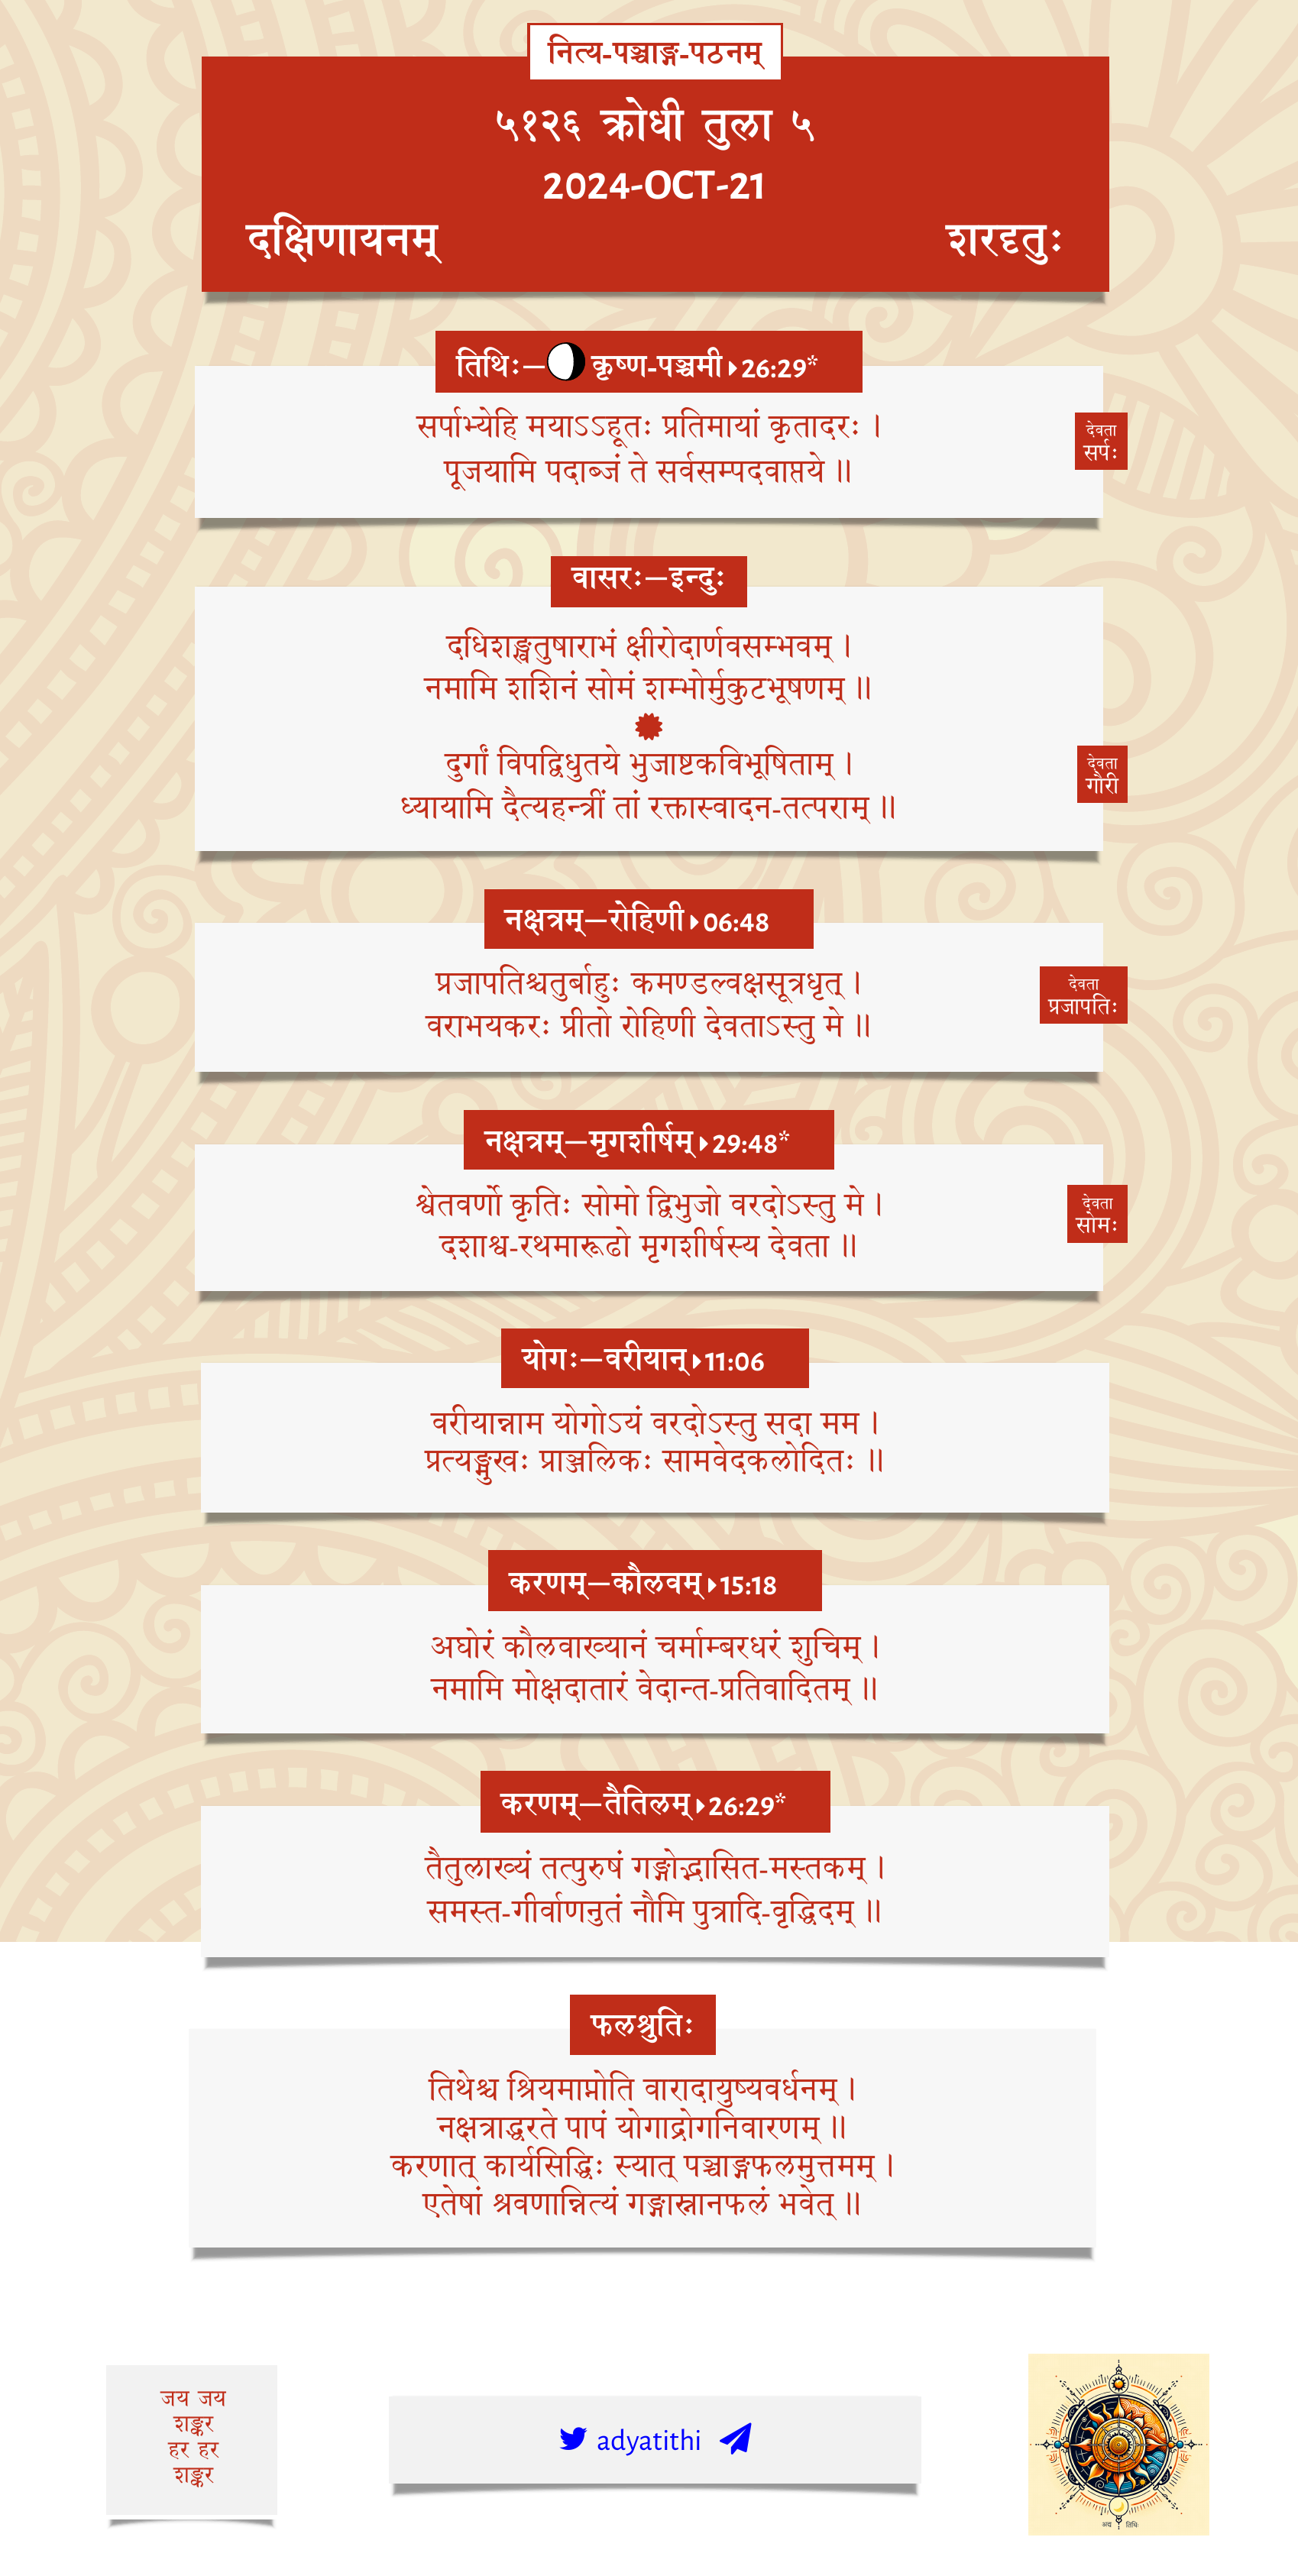 नित्य-पञ्चाङ्ग-पठनम्
५१२६ क्रोधी तुला ५
2024-OCT-21
दक्षिणायनम् शरदृतुः
तिथिः—कृष्ण-पञ्चमी 26:29*
सर्पाभ्येहि मयाऽऽहूतः प्रतिमायां कृतादरः ।
पूजयामि पदाब्जं ते सर्वसम्पदवाप्तये ॥
देवता
सर्पः
वासरः—इन्दुः
दधिशङ्खतुषाराभं क्षीरोदार्णवसम्भवम् ।
नमामि शशिनं सोमं शम्भोर्मुकुटभूषणम् ॥
दुर्गां विपद्विधुतये भुजाष्टकविभूषिताम् ।
ध्यायामि दैत्यहन्त्रीं तां रक्तास्वादन-तत्पराम् ॥
देवता
गौरी
नक्षत्रम्—रोहिणी 06:48
प्रजापतिश्चतुर्बाहुः कमण्डल्वक्षसूत्रधृत् ।
वराभयकरः प्रीतो रोहिणी देवताऽस्तु मे ॥
देवता
प्रजापतिः
नक्षत्रम्—मृगशीर्षम् 29:48*
श्वेतवर्णो कृतिः सोमो द्विभुजो वरदोऽस्तु मे ।
दशाश्व-रथमारूढो मृगशीर्षस्य देवता ॥
देवता
सोमः
योगः—वरीयान् 11:06
वरीयान्नाम योगोऽयं वरदोऽस्तु सदा मम ।
प्रत्यङ्मुखः प्राञ्जलिकः सामवेदकलोदितः ॥
करणम्—कौलवम् 15:18
अघोरं कौलवाख्यानं चर्माम्बरधरं शुचिम् ।
नमामि मोक्षदातारं वेदान्त-प्रतिवादितम् ॥
करणम्—तैतिलम् 26:29*
तैतुलाख्यं तत्पुरुषं गङ्गोद्भासित-मस्तकम् ।
समस्त-गीर्वाणनुतं नौमि पुत्रादि-वृद्धिदम् ॥
फलश्रुतिः
तिथेश्च श्रियमाप्नोति वारादायुष्यवर्धनम् ।
नक्षत्राद्धरते पापं योगाद्रोगनिवारणम् ॥
करणात् कार्यसिद्धिः स्यात् पञ्चाङ्गफलमुत्तमम् ।
एतेषां श्रवणान्नित्यं गङ्गास्नानफलं भवेत् ॥
जय जय
शङ्कर
हर हर
शङ्कर
adyatithi
अद्य तिथिः